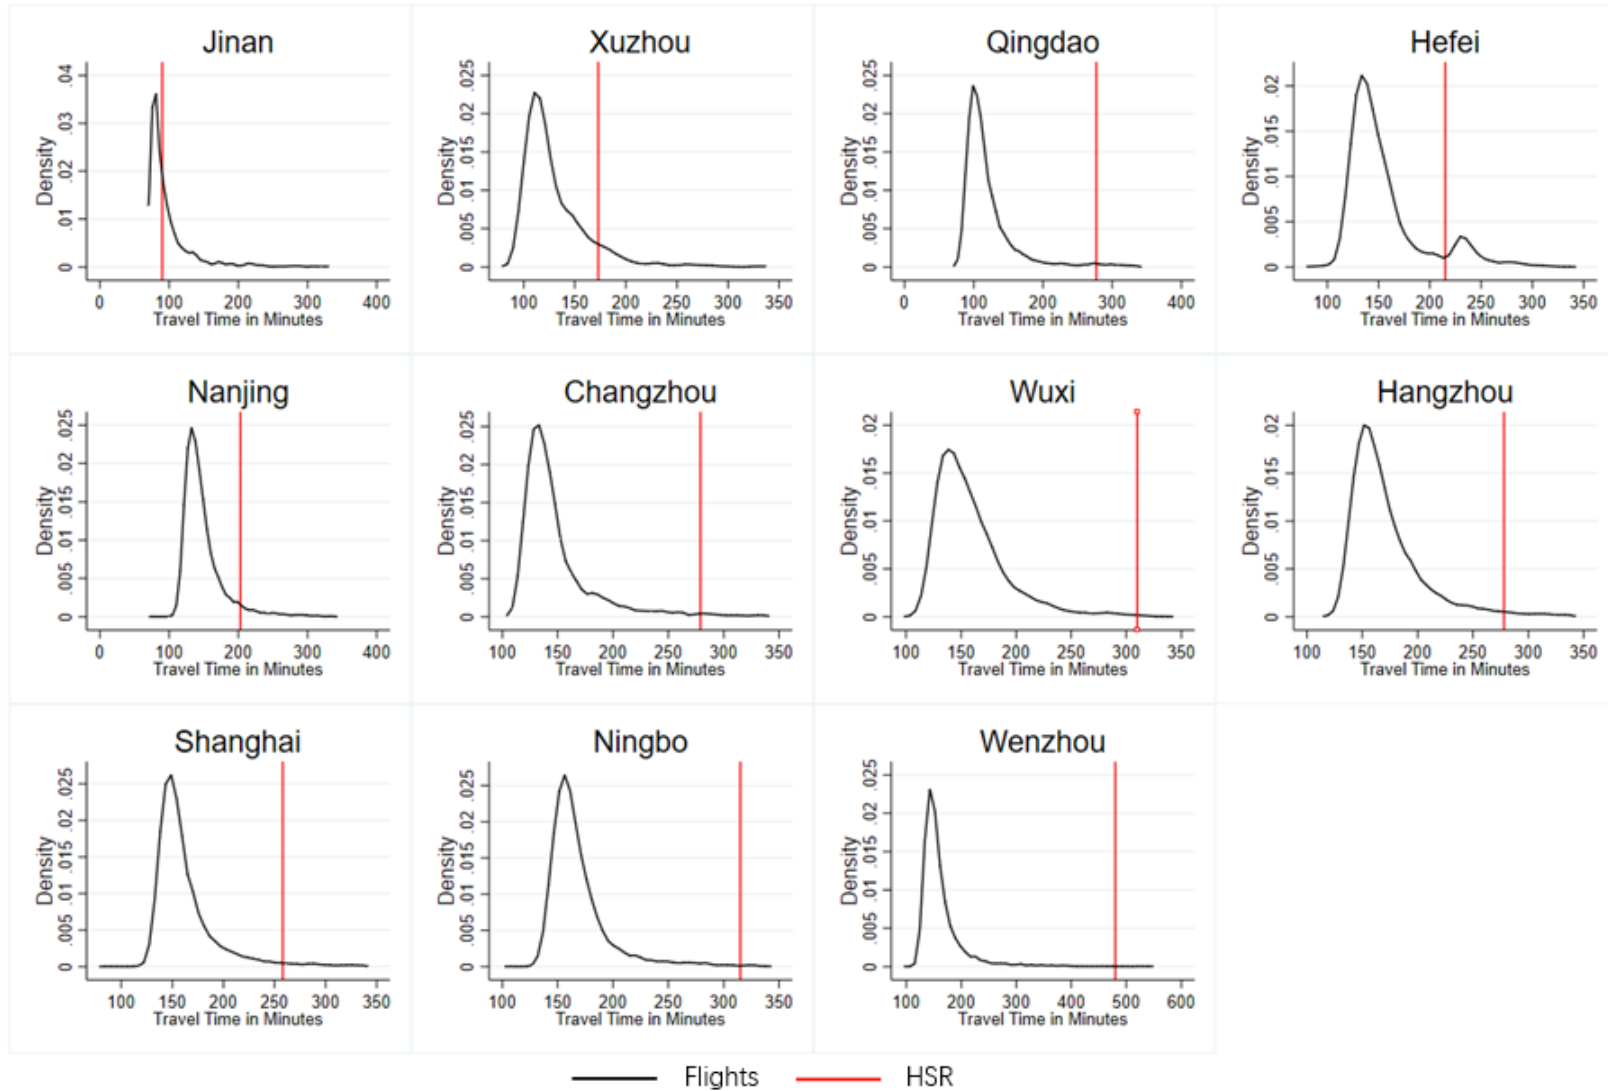 Jinan
Density
0 .01 .02 .03 .04
0 100 200 300 400
Travel Time in Minutes
Xuzhou
Density
0 .005 .01 .015 .02 .025
100 150 200 250 300 350
Travel Time in Minutes
Qingdao
Density
0 .005 .01 .015 .02 .025
0 100 200 300 400
Travel Time in Minutes
Hefei
Density
0 .005 .01 .015 .02
100 150 200 250 300 350
Travel Time in Minutes
Nanjing
Density
0 .005 .01 .015 .02 .025
0 100 200 300 400
Travel Time in Minutes
Changzhou
Density
0 .005 .01 .015 .02 .025
100 150 200 250 300 350
Travel Time in Minutes
Wuxi
Density
0 .005 .01 .015 .02
100 150 200 250 300 350
Travel Time in Minutes
Hangzhou
Density
0 .005 .01 .015 .02
100 150 200 250 300 350
Travel Time in Minutes
Shanghai
Density
0 .005 .01 .015 .02 .025
100 150 200 250 300 350
Travel Time in Minutes
Ningbo
Density
0 .005 .01 .015 .02 .025
100 150 200 250 300 350
Travel Time in Minutes
Wenzhou
Density
0 .005 .01 .015 .02 .025
100 200 300 400 500 600
Travel Time in Minutes
Flights HSR